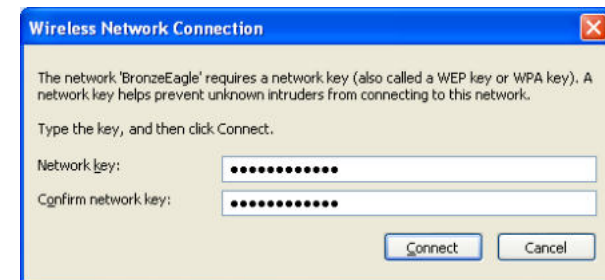 Wireless Network Connection
The network 'BronzeEagle' requires a network key (also called a WEP key or WPA key). A
network key helps prevent unknown intruders from connecting to this network.
Type the key, and then click Connect.
Network key: ••••••••••••
Confirm network key: ••••••••••••
Connect Cancel